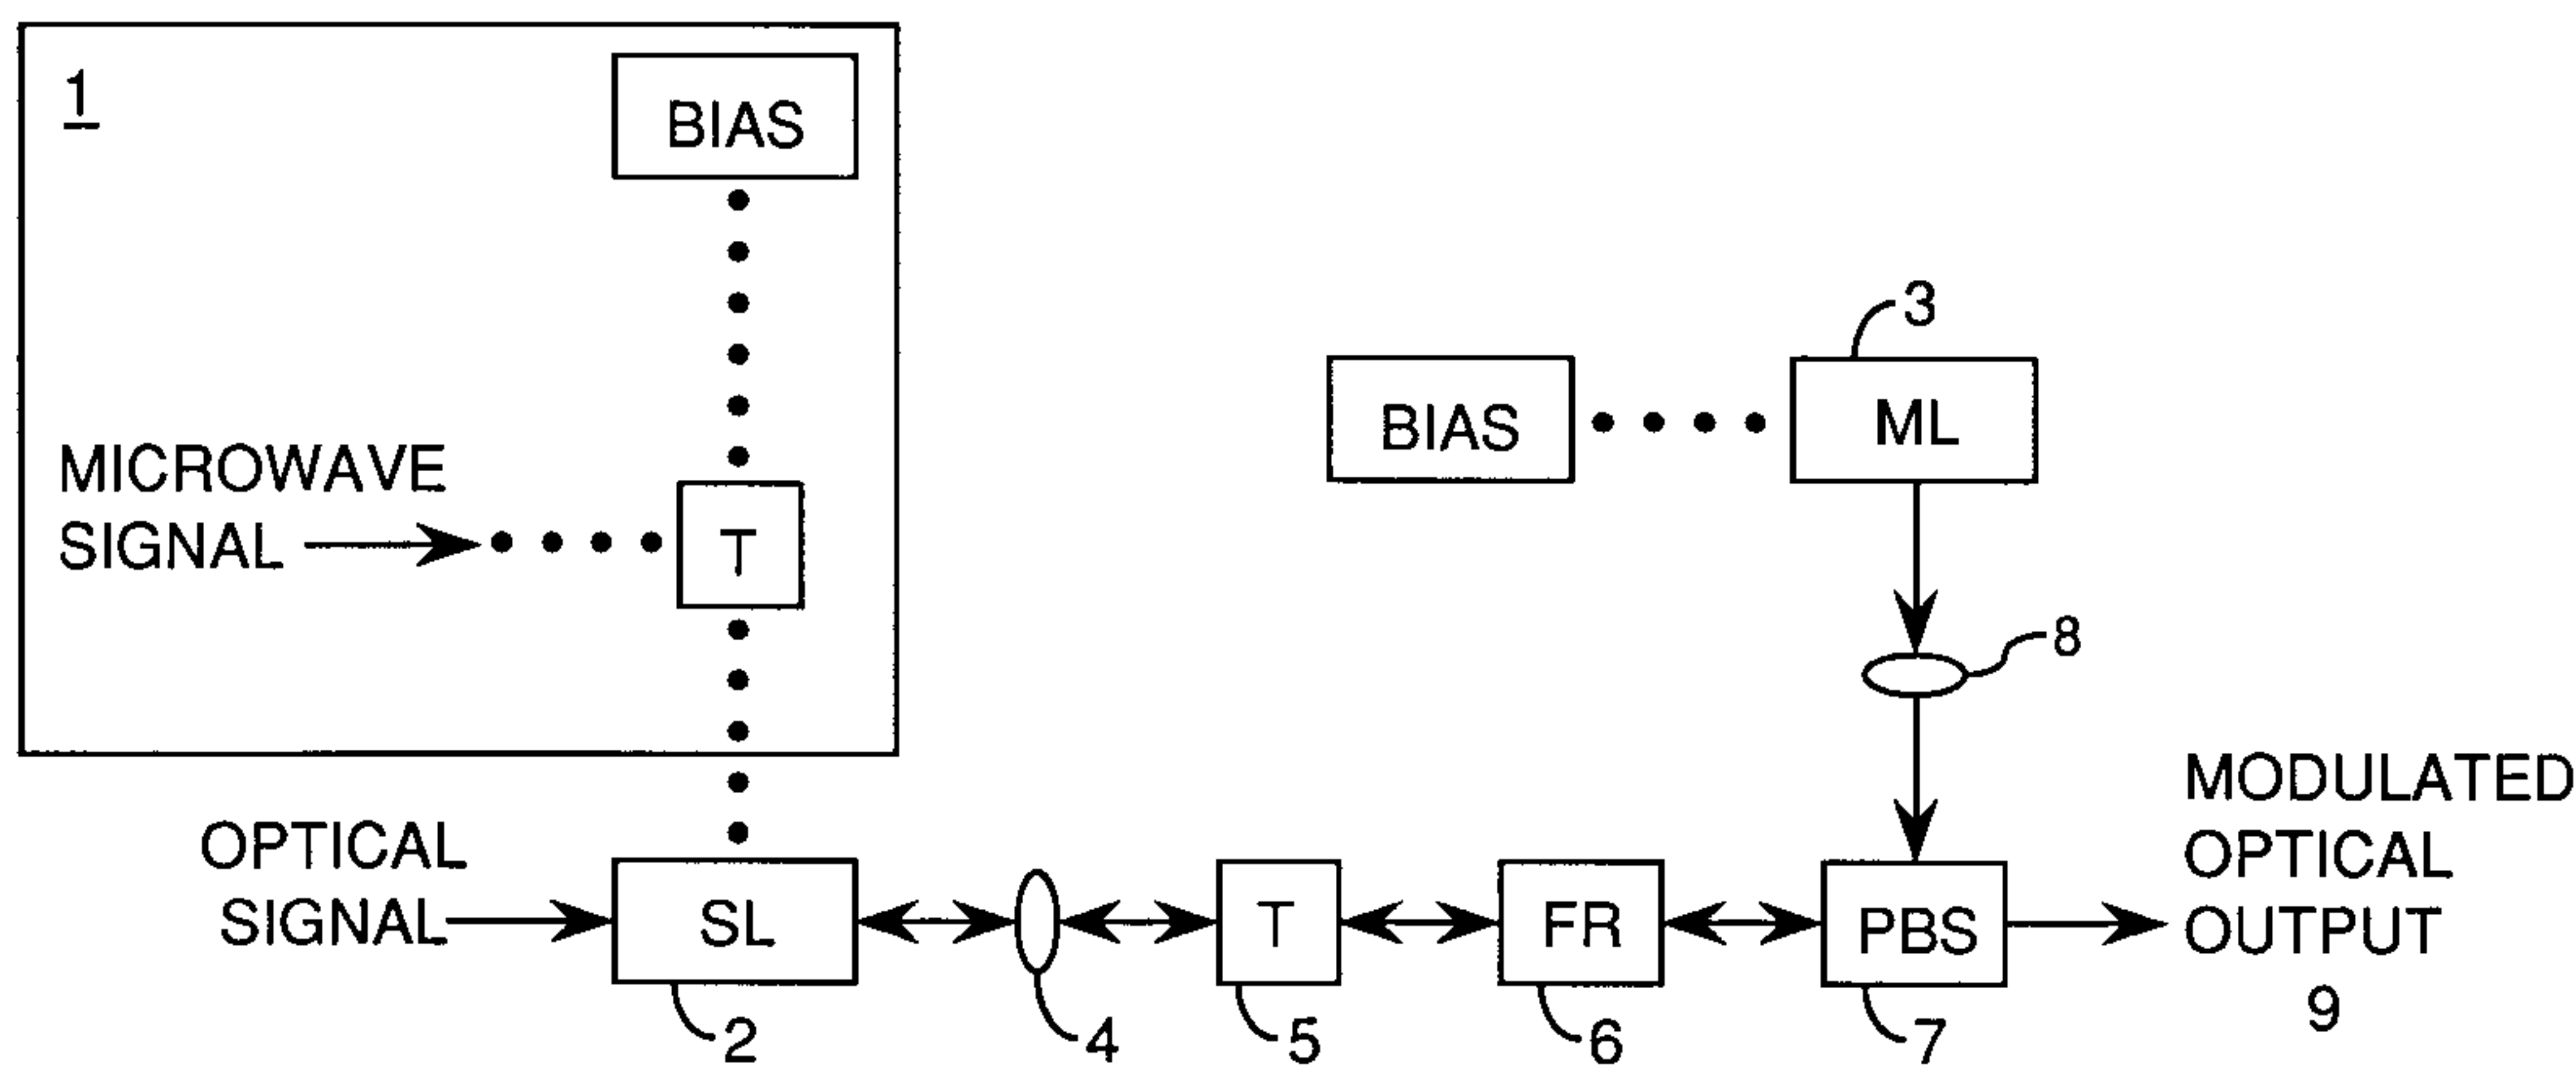 1
BIAS
MICROWAVE
SIGNAL
T
3
BIAS
ML
8
OPTICAL
SIGNAL
SL
T
FR
PBS
MODULATED
OPTICAL
OUTPUT
9
2
4
5
6
7